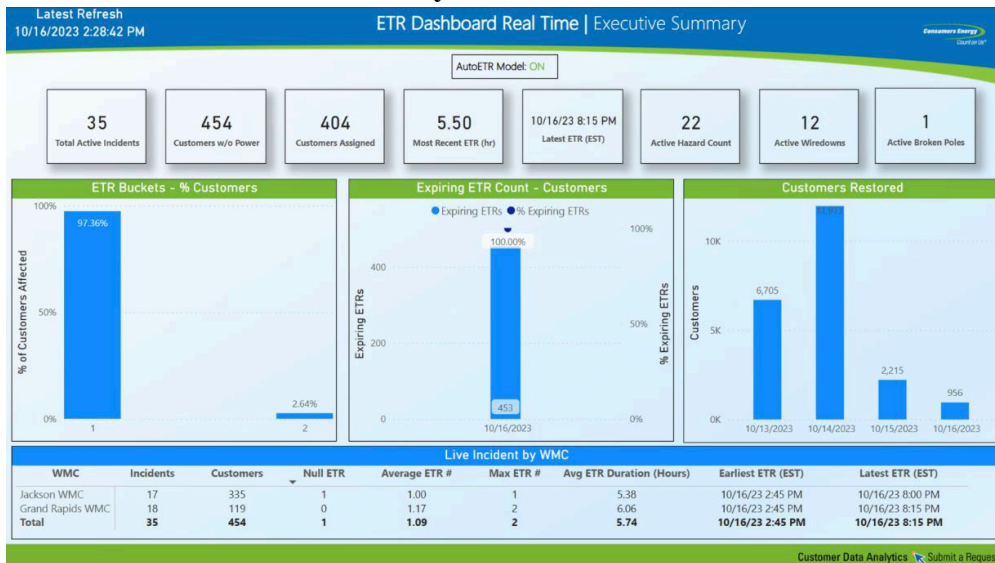 Latest Refresh
10/16/2023 2:28:42 PM
ETR Dashboard Real Time | Executive Summary
Consumers Energy
Count on Us®
AutoETR Model: ON
35
Total Active Incidents
454
Customers w/o Power
404
Customers Assigned
5.50
Most Recent ETR (hr)
10/16/23 8:15 PM
Latest ETR (EST)
22
Active Hazard Count
12
Active Wiredowns
1
Active Broken Poles
ETR Buckets - % Customers
% of Customers Affected
100%
50%
0%
97.36%
2.64%
1 2
Expiring ETR Count - Customers
Expiring ETRs % Expiring ETRs
Expiring ETRs
400
200
0
100.00%
453
10/16/2023
100%
50%
0%
% Expiring ETRs
Customers Restored
Customers
10K
5K
0K
6,705
2,215
956
10/13/2023 10/14/2023 10/15/2023 10/16/2023
Live Incident by WMC
WMC Incidents Customers Null ETR Average ETR # Max ETR # Avg ETR Duration (Hours) Earliest ETR (EST) Latest ETR (EST)
Jackson WMC 17 335 1 1.00 1 5.38 10/16/23 2:45 PM 10/16/23 8:00 PM
Grand Rapids WMC 18 119 0 1.17 2 6.06 10/16/23 2:45 PM 10/16/23 8:15 PM
Total 35 454 1 1.09 2 5.74 10/16/23 2:45 PM 10/16/23 8:15 PM
Customer Data Analytics Submit a Reques